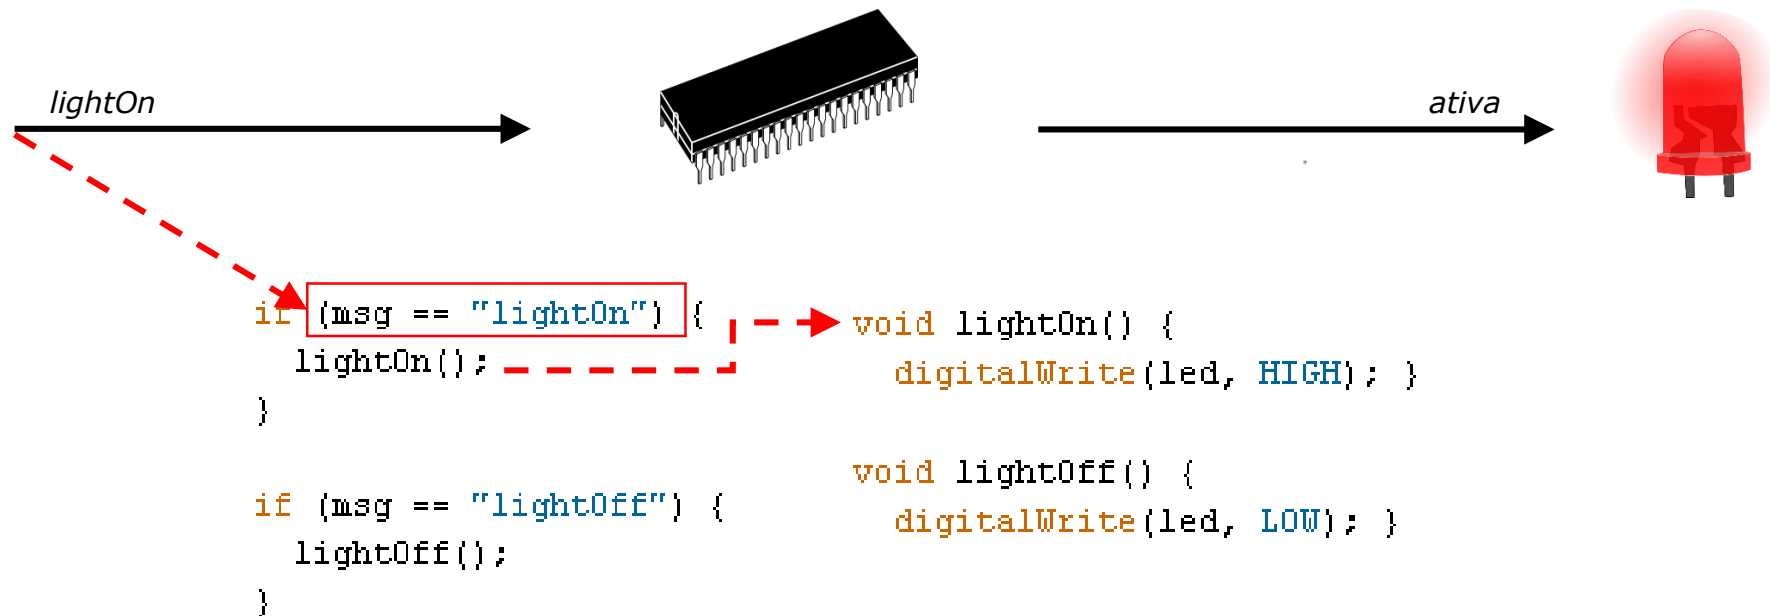 lightOn
ativa
if (msg == "lightOn") {
  lightOn();
}
if (msg == "lightOff") {
  lightOff();
}
void lightOn() {
  digitalWrite(led, HIGH); }
void lightOff() {
  digitalWrite(led, LOW); }